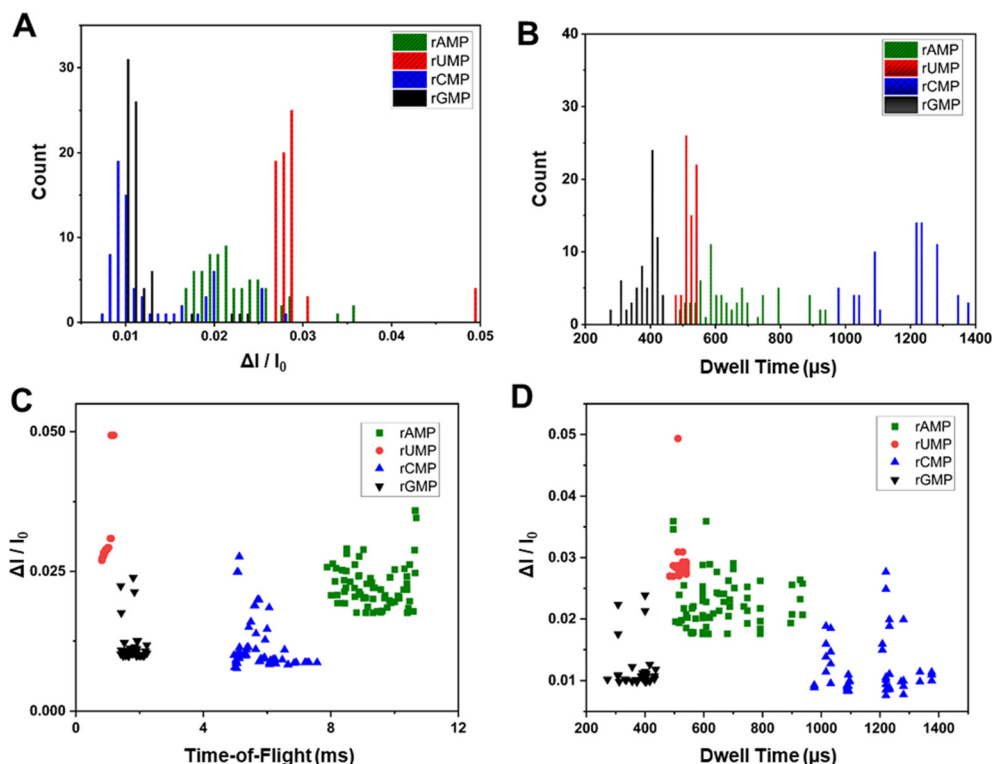 A
rAMP
rUMP
rCMP
rGMP
Count
30
20
10
0
0.01
0.02
0.03
0.04
0.05
ΔI / I₀
B
rAMP
rUMP
rCMP
rGMP
Count
40
30
20
10
0
200
400
600
800
1000
1200
1400
Dwell Time (μs)
C
rAMP
rUMP
rCMP
rGMP
ΔI / I₀
0.050
0.025
0.000
0
4
8
12
Time-of-Flight (ms)
D
rAMP
rUMP
rCMP
rGMP
ΔI / I₀
0.05
0.04
0.03
0.02
0.01
200
400
600
800
1000
1200
1400
Dwell Time (μs)